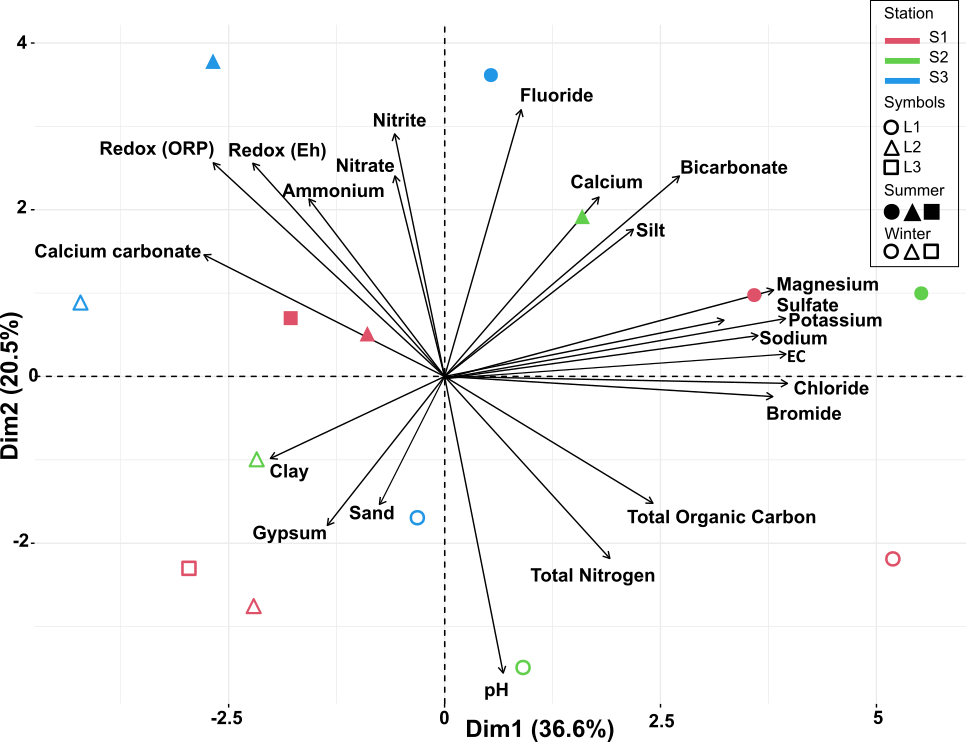 Station
S1
S2
S3
Symbols
L1
L2
L3
Summer
Winter
4
2
0
-2
Dim2 (20.5%)
Fluoride
Nitrite
Redox (ORP)
Redox (Eh)
Nitrate
Ammonium
Calcium
Bicarbonate
Silt
Calcium carbonate
Magnesium
Sulfate
Potassium
Sodium
EC
Chloride
Bromide
Clay
Sand
Gypsum
Total Organic Carbon
Total Nitrogen
pH
-2.5
0
2.5
5
Dim1 (36.6%)